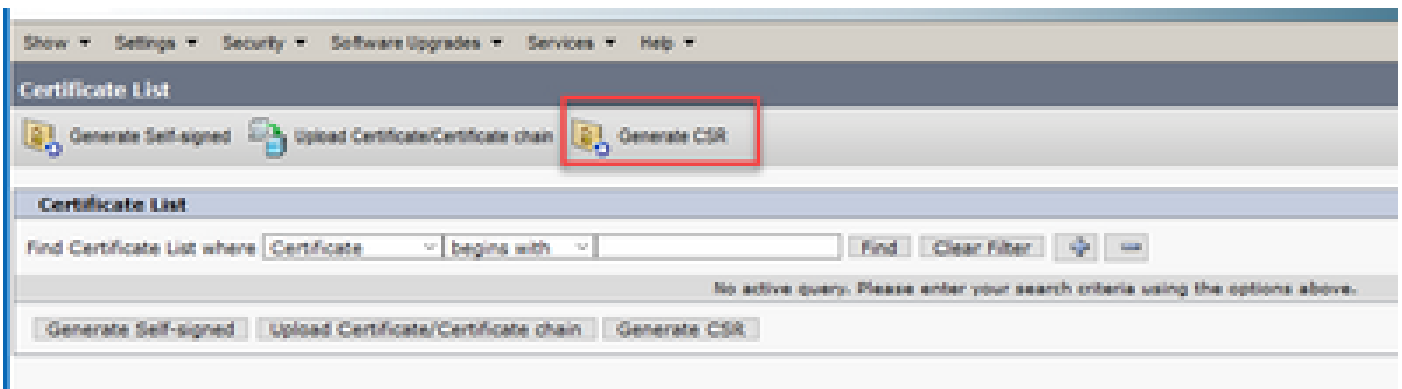 Show Settings Security Software Upgrades Services Help
Certificate List
Generate Self-signed Upload Certificate/Certificate chain Generate CSR
Certificate List
Find Certificate List where Certificate begins with Find Clear Filter
No active query. Please enter your search criteria using the options above.
Generate Self-signed Upload Certificate/Certificate chain Generate CSR